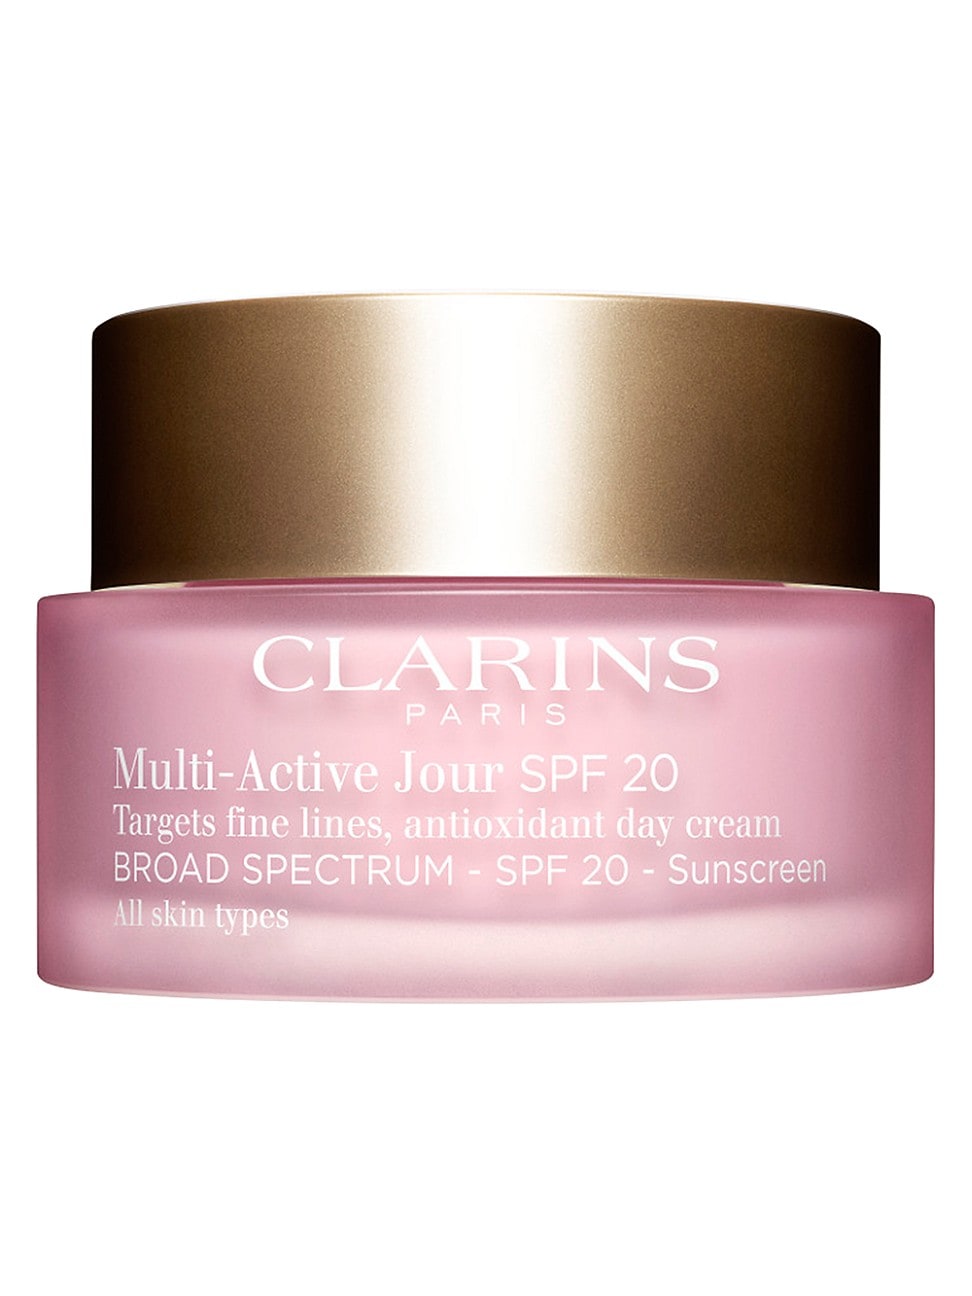 CLARINS
PARIS
Multi-Active Jour SPF 20
Targets fine lines, antioxidant day cream
BROAD SPECTRUM - SPF 20 - Sunscreen
All skin types